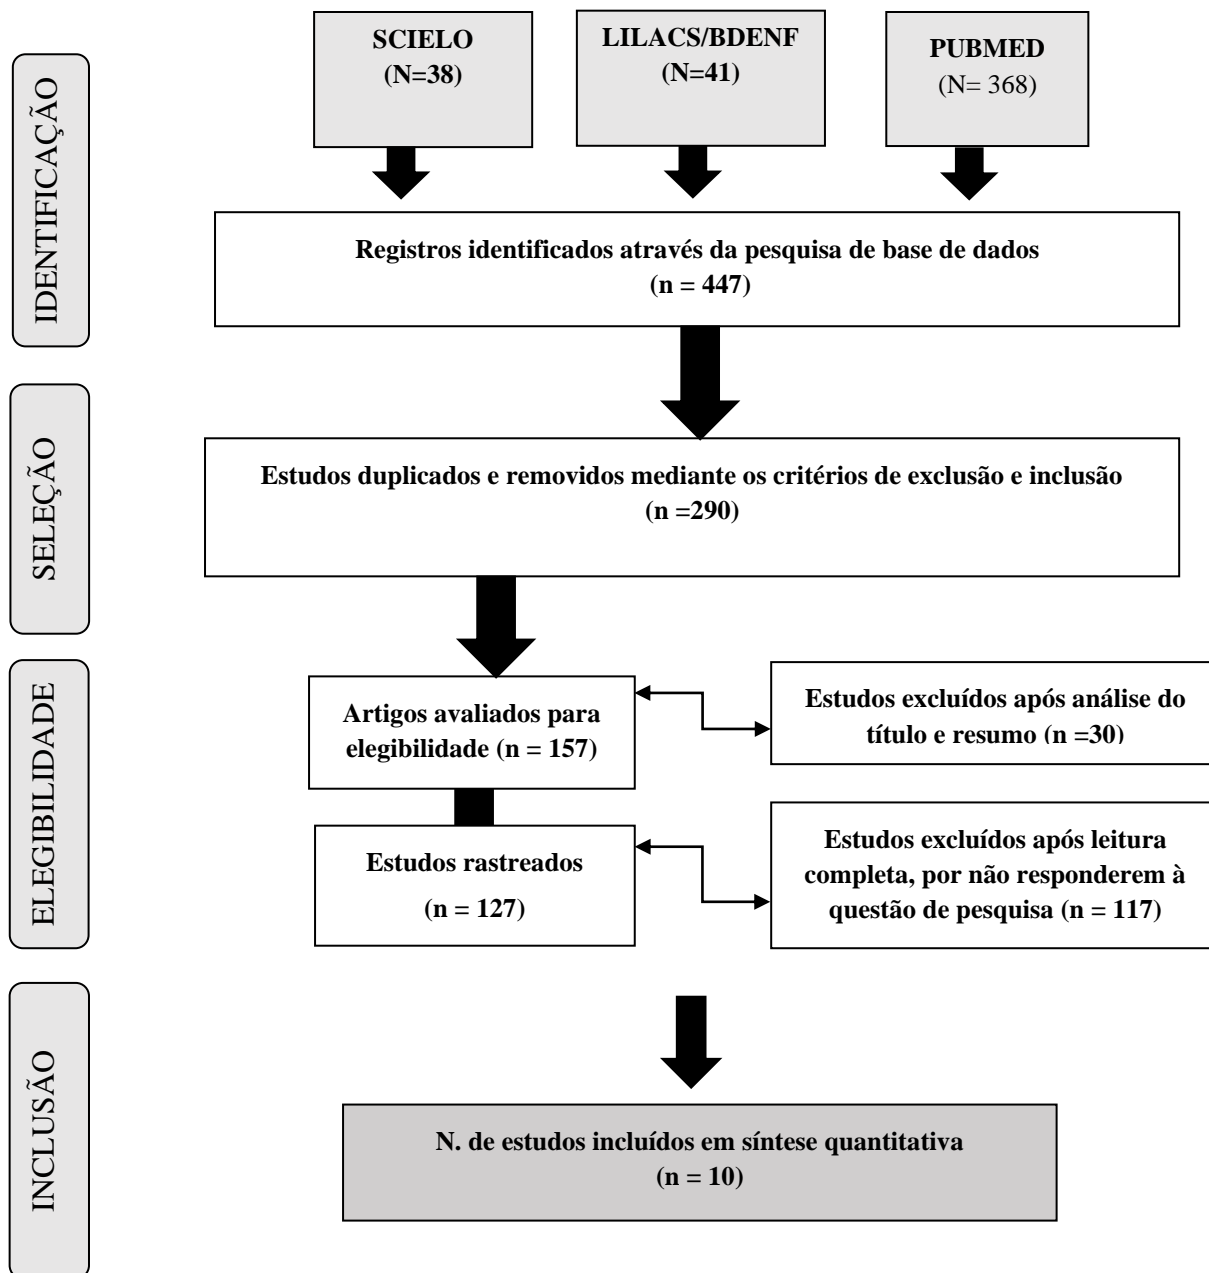 IDENTIFICAÇÃO
SCIELO
(N=38)
LILACS/BDENF
(N=41)
PUBMED
(N= 368)
Registros identificados através da pesquisa de base de dados
(n = 447)
SELEÇÃO
Estudos duplicados e removidos mediante os critérios de exclusão e inclusão
(n =290)
ELEGIBILIDADE
Artigos avaliados para
elegibilidade (n = 157)
Estudos excluídos após análise do
título e resumo (n =30)
Estudos rastreados
(n = 127)
Estudos excluídos após leitura
completa, por não responderem à
questão de pesquisa (n = 117)
INCLUSÃO
N. de estudos incluídos em síntese quantitativa
(n = 10)